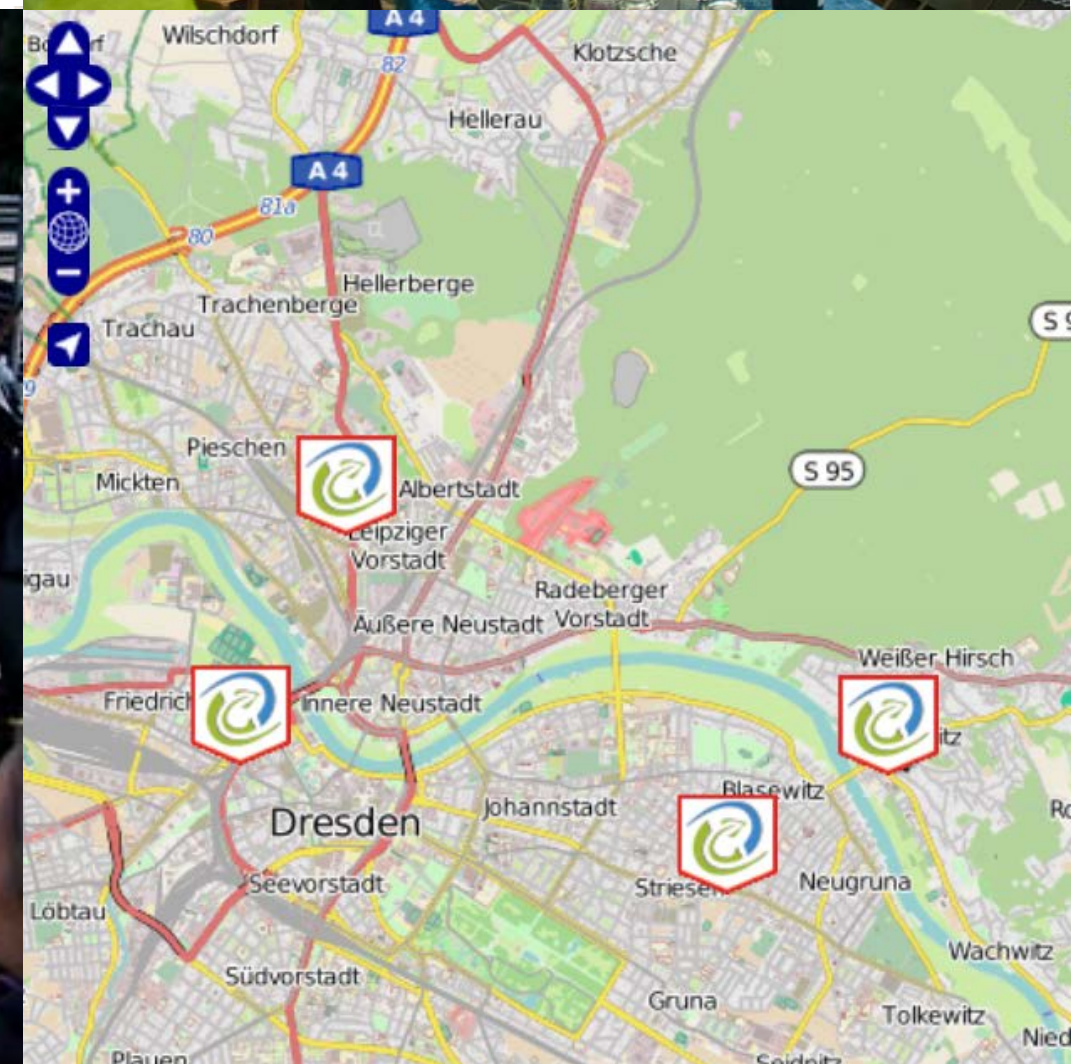 A 4
Wilschdorf
82
Klotzsche
Hellerau
A 4
81a
80
Hellerberge
Trachenberge
Trachau
S 95
Pieschen
Mickten
Albertstadt
Leipziger
Vorstadt
Radeberger
Vorstadt
Äußere Neustadt
Weißer Hirsch
Innere Neustadt
Blasewitz
Johannstadt
Dresden
Seevorstadt
Neugruna
Löbtau
Wachwitz
Südvorstadt
Gruna
Tolkewitz
Plauen